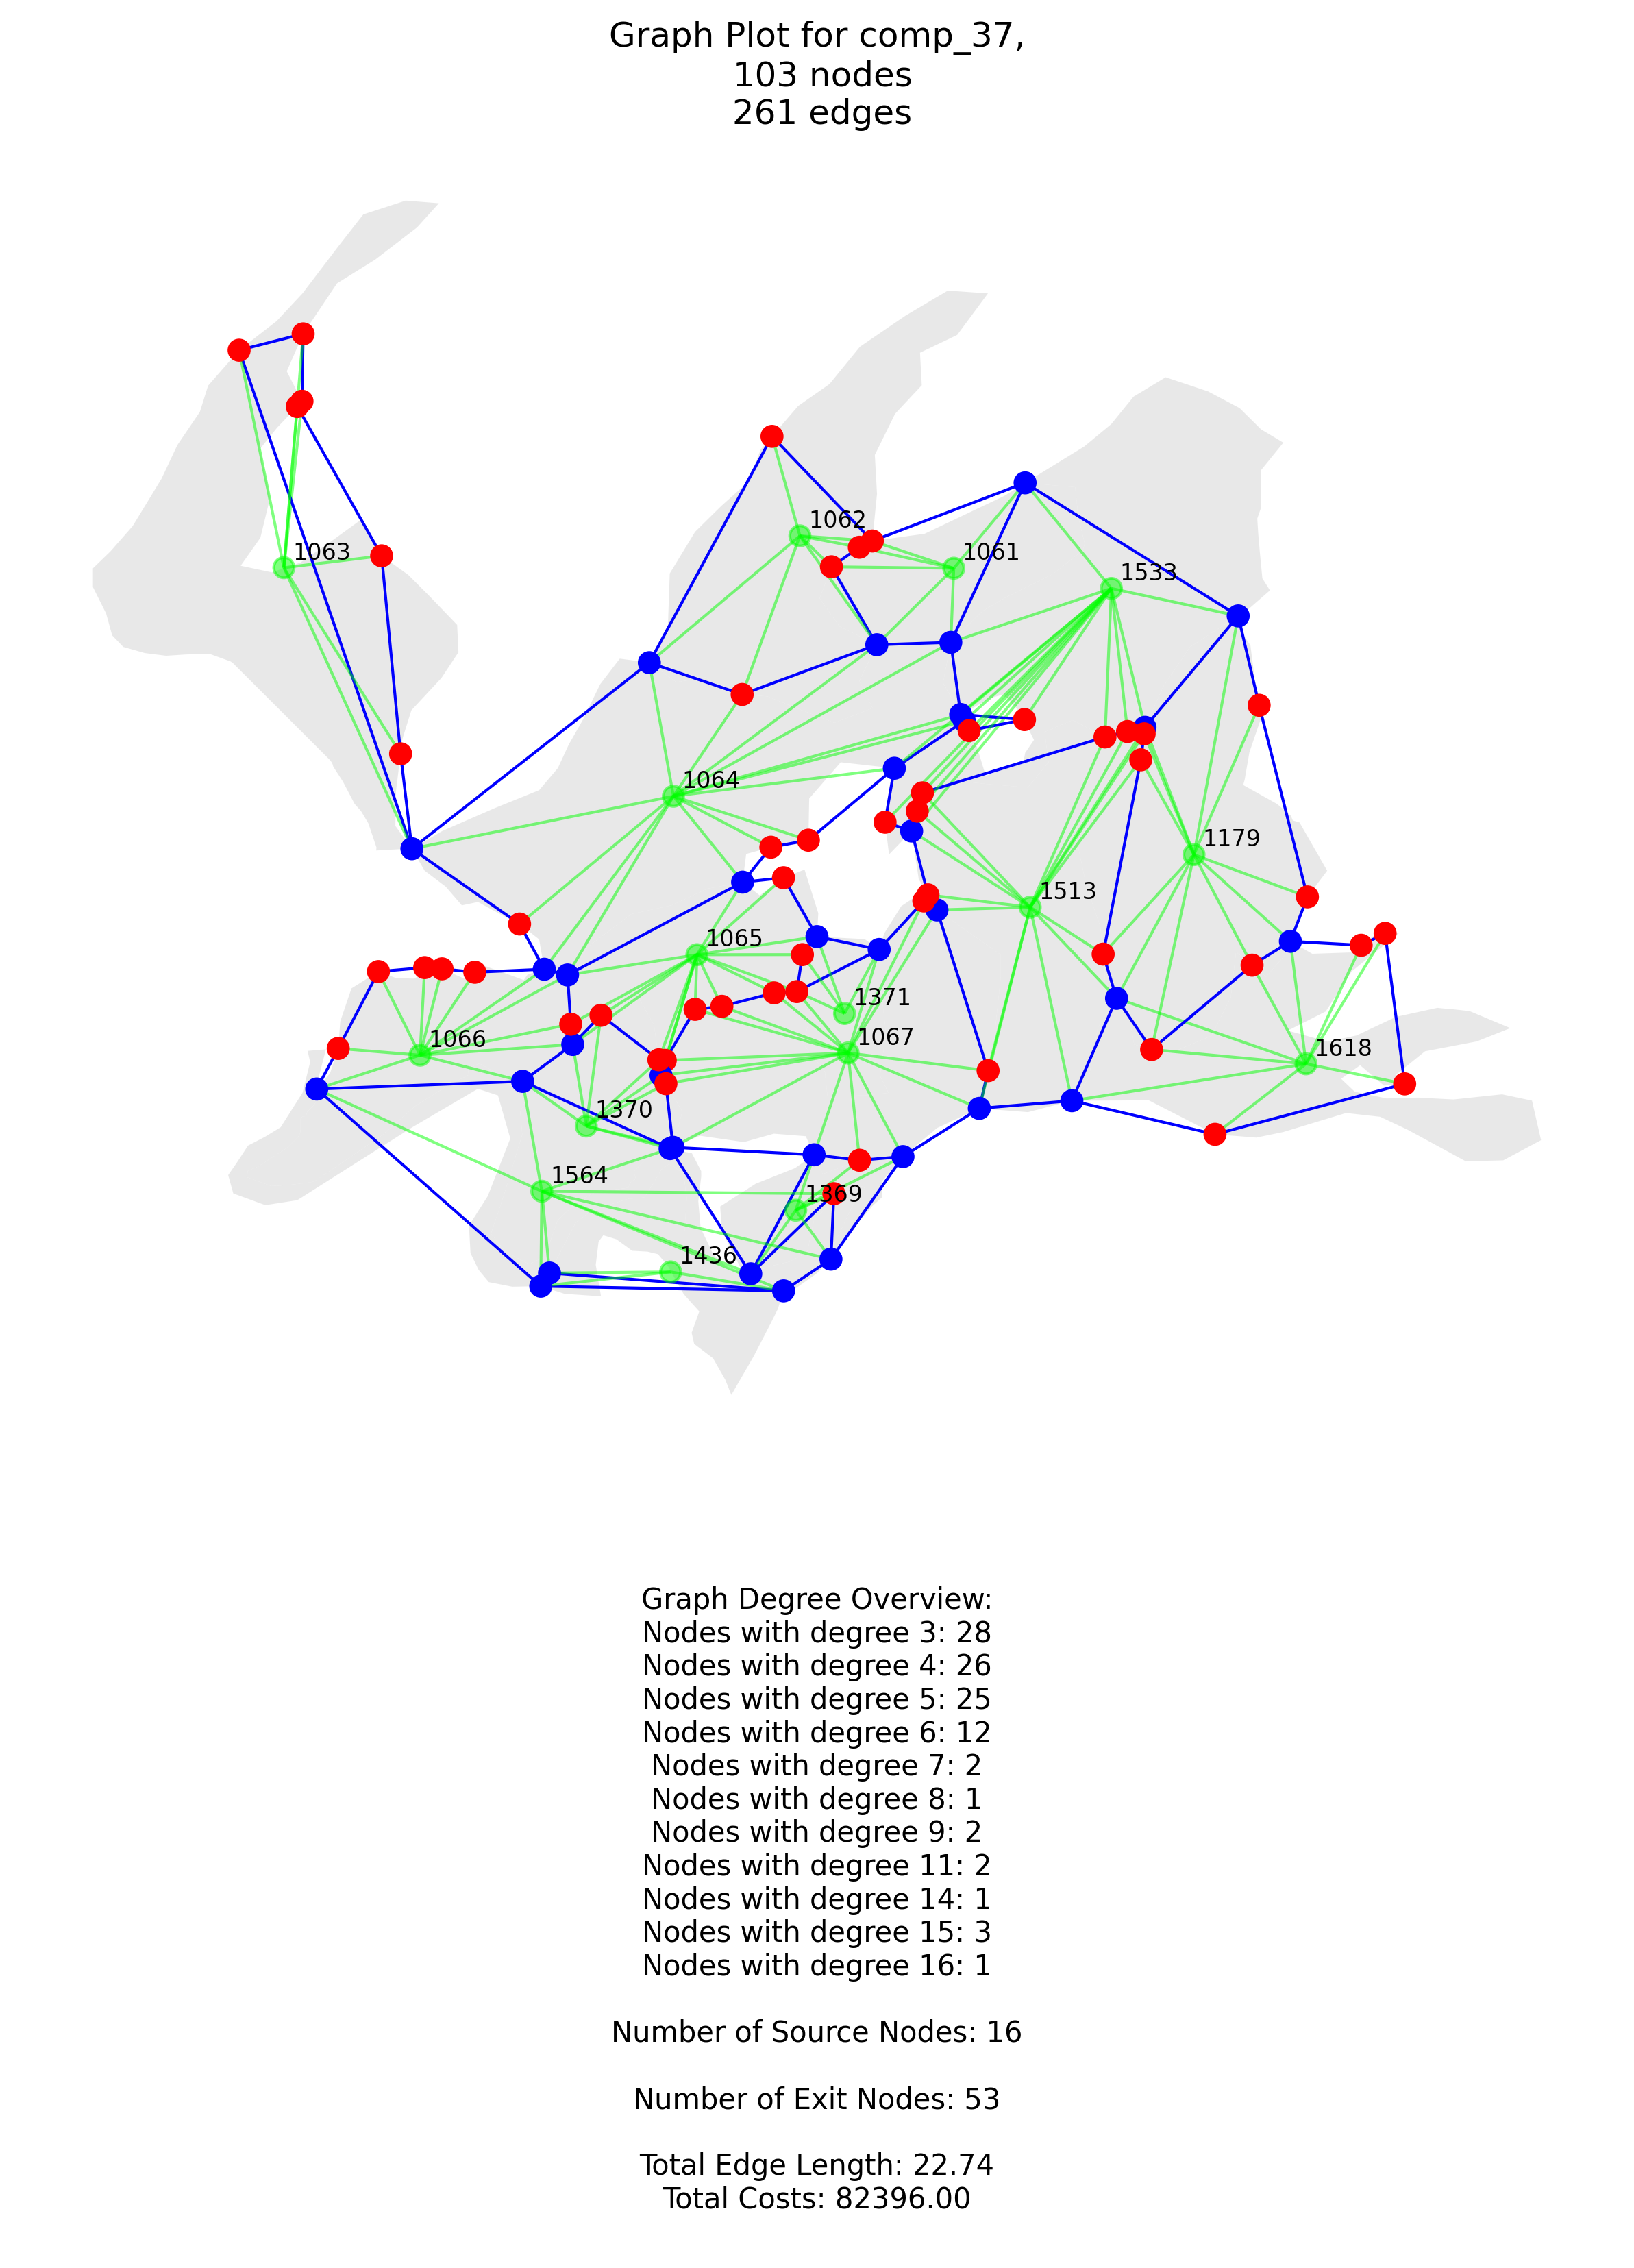 Graph Plot for comp_37,
103 nodes
261 edges
1062
1061
1063
1533
1064
1179
1513
1065
1371
1067
1066
1618
1370
1564
1369
1436
Graph Degree Overview:
Nodes with degree 3: 28
Nodes with degree 4: 26
Nodes with degree 5: 25
Nodes with degree 6: 12
Nodes with degree 7: 2
Nodes with degree 8: 1
Nodes with degree 9: 2
Nodes with degree 11: 2
Nodes with degree 14: 1
Nodes with degree 15: 3
Nodes with degree 16: 1
Number of Source Nodes: 16
Number of Exit Nodes: 53
Total Edge Length: 22.74
Total Costs: 82396.00